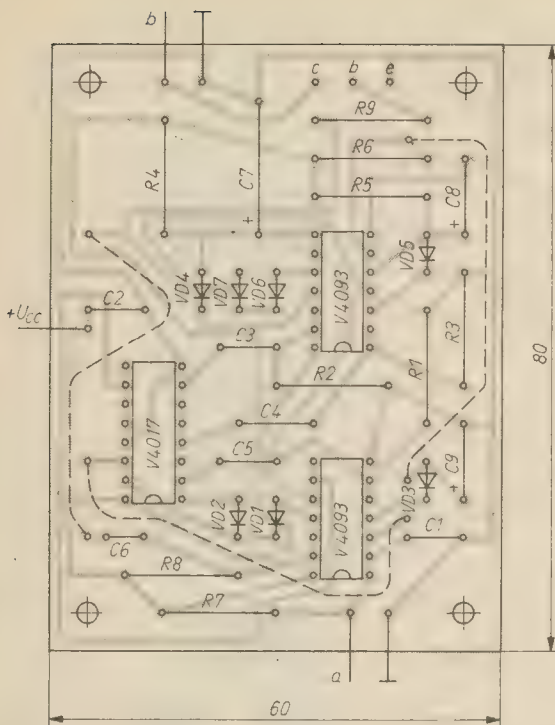 b
c b e
R9
R6
R5
R4
C7
+
C8
+
VD5
VD4
VD7
VD6
V4093
C2
+UCC
C3
R2
R1
R3
80
V4017
C4
C5
V4093
VD3
C9
+
VD2
VD1
C1
C6
R8
R7
a
60